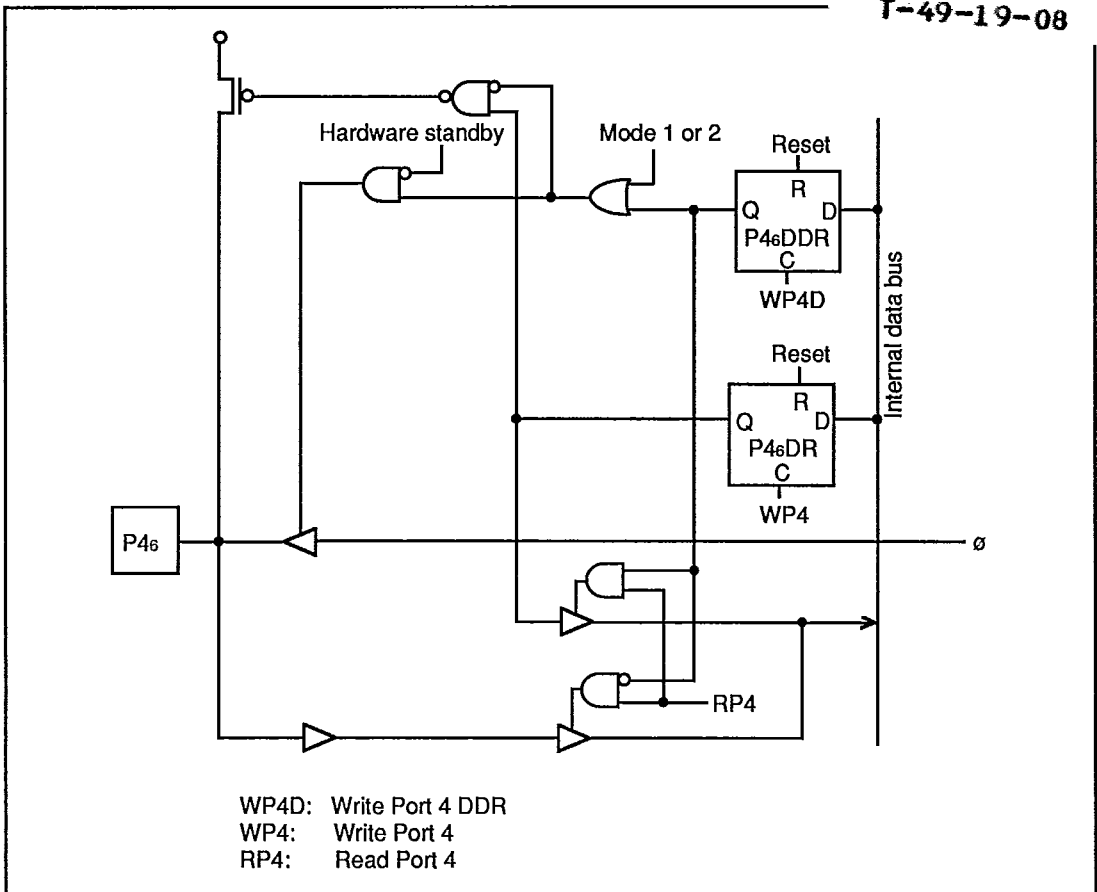 T-49-19-08
Hardware standby
Mode 1 or 2
Reset
R
Q
D
P4₆DDR
C
WP4D
Internal data bus
Reset
R
Q
D
P4₆DR
C
WP4
P4₆
ø
RP4
WP4D: Write Port 4 DDR
WP4: Write Port 4
RP4: Read Port 4